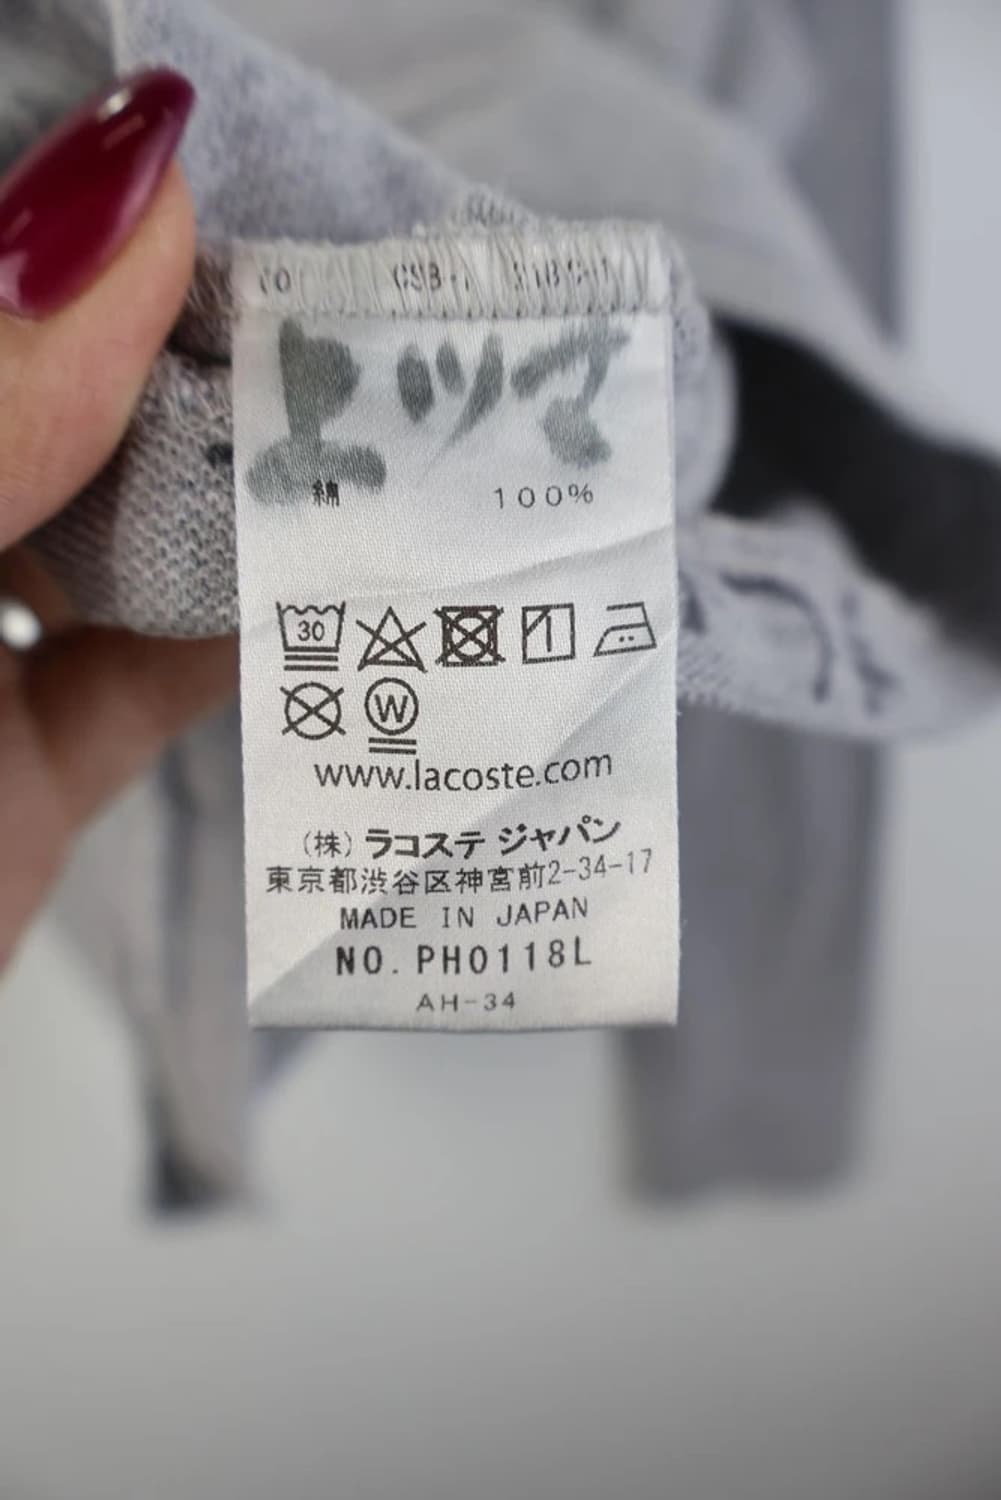 綿 100%
30
W
www.lacoste.com
(株) ラコステ ジャパン
東京都渋谷区神宮前2-34-17
MADE IN JAPAN
NO. PH0118L
AH-34